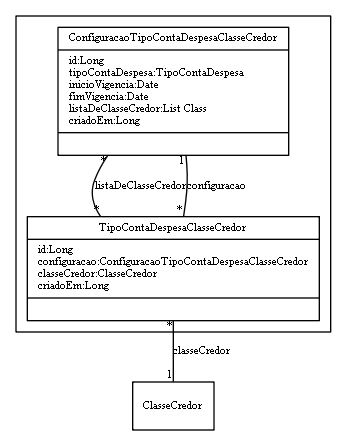 ConfiguracaoTipoContaDespesaClasseCredor
id:Long
tipoContaDespesa:TipoContaDespesa
inicioVigencia:Date
fimVigencia:Date
listaDeClasseCredor:List Class
criadoEm:Long
* 1
listaDeClasseCredor configuracao
* *
TipoContaDespesaClasseCredor
id:Long
configuracao:ConfiguracaoTipoContaDespesaClasseCredor
classeCredor:ClasseCredor
criadoEm:Long
*
classeCredor
1
ClasseCredor